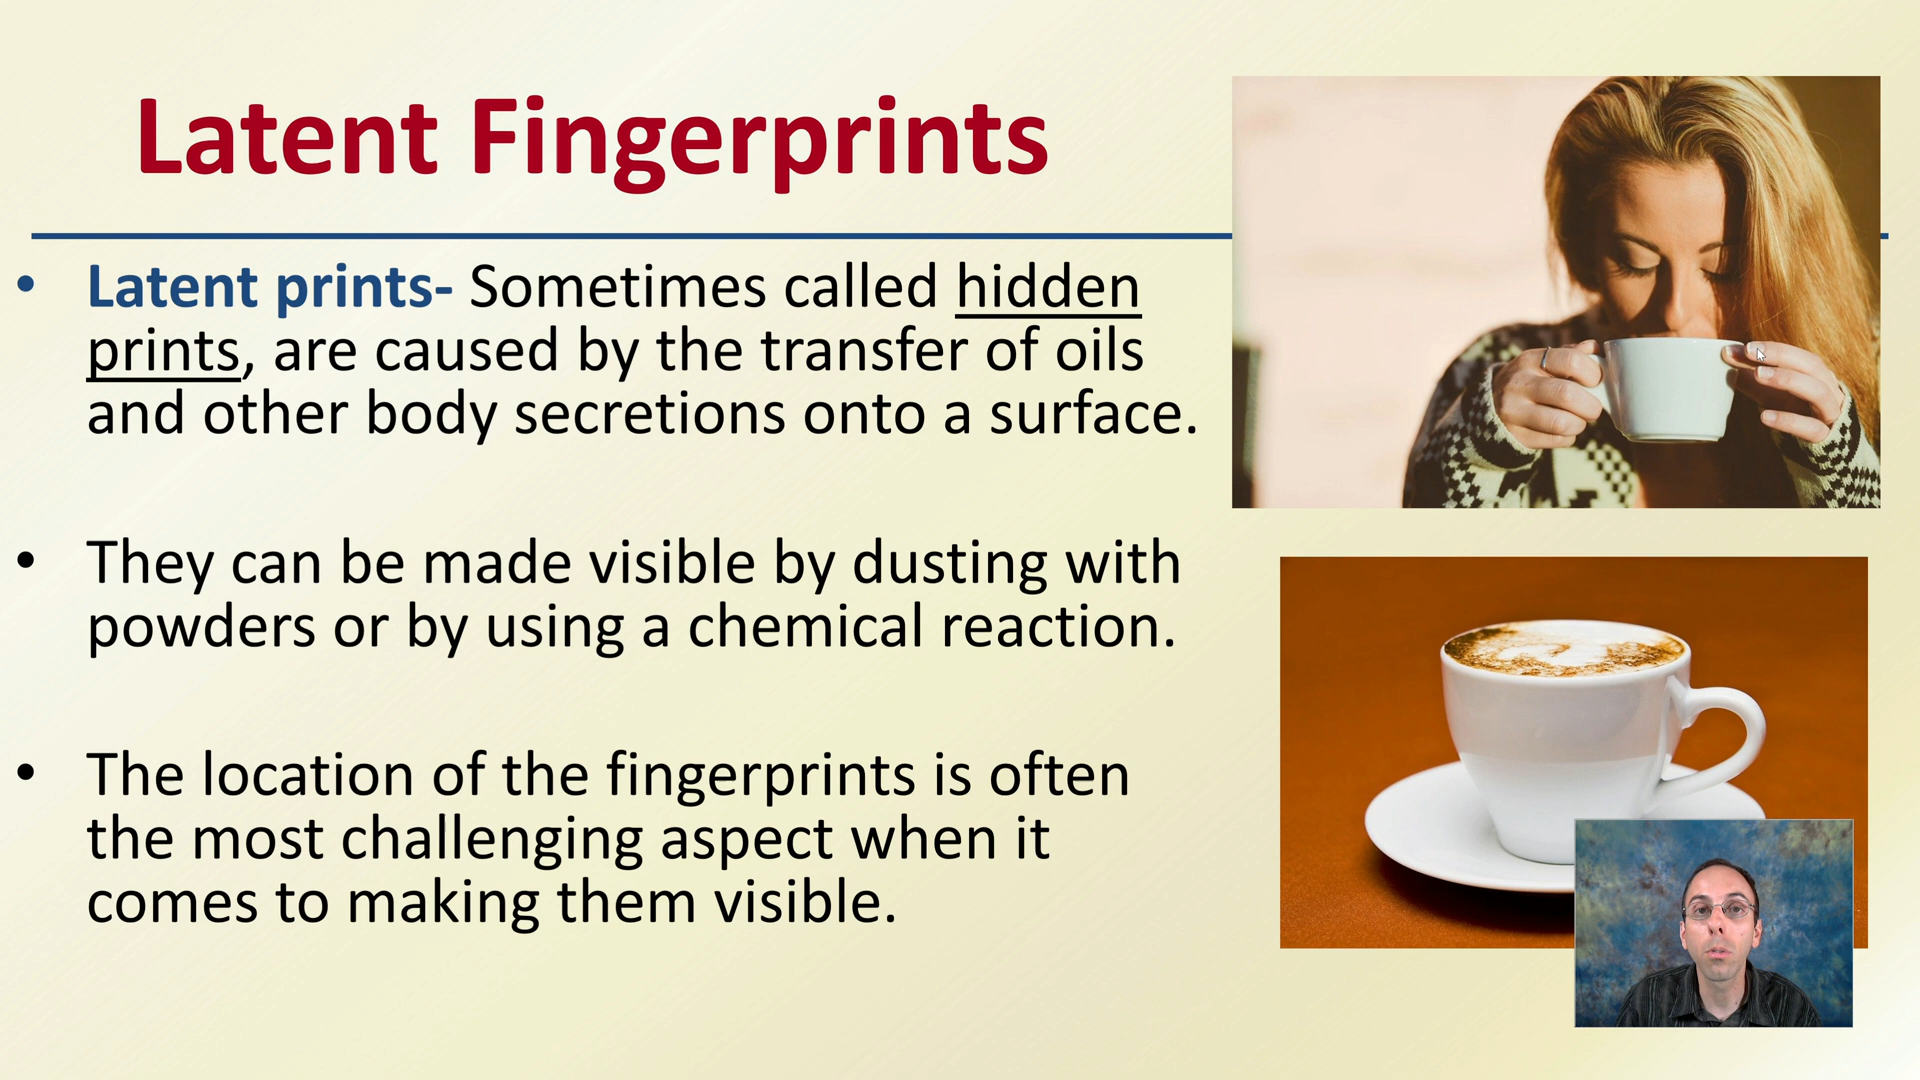 Latent Fingerprints
• Latent prints- Sometimes called hidden
prints, are caused by the transfer of oils
and other body secretions onto a surface.
• They can be made visible by dusting with
powders or by using a chemical reaction.
• The location of the fingerprints is often
the most challenging aspect when it
comes to making them visible.